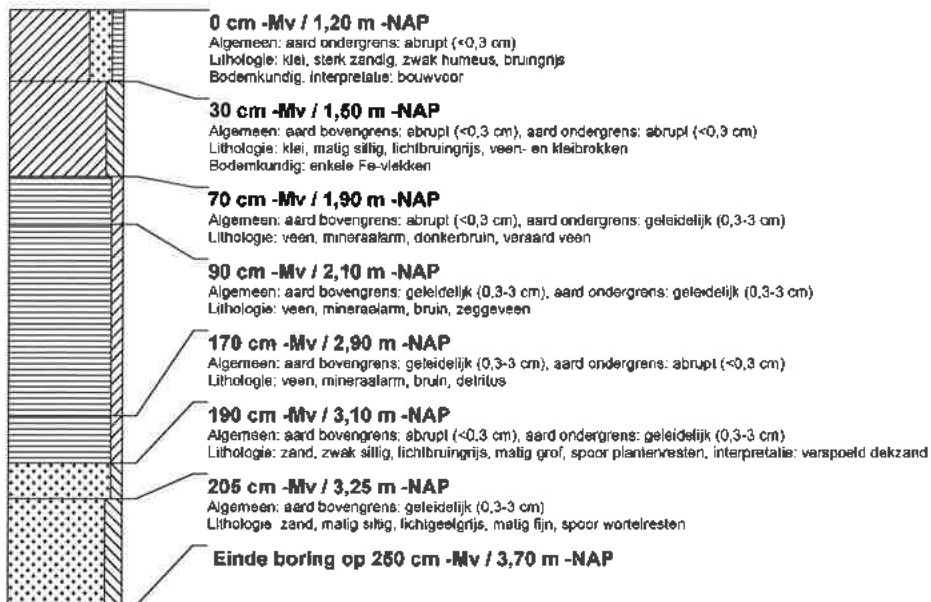 0 cm -Mv / 1,20 m -NAP
Algemeen: aard ondergrens: abrupt (<0,3 cm)
Lithologie: klei, sterk zandig, zwak humeus, bruingrijs
Bodemkundig: interpretatie: bouwvoor
30 cm -Mv / 1,50 m -NAP
Algemeen: aard bovengrens: abrupt (<0,3 cm), aard ondergrens: abrupt (<0,3 cm)
Lithologie: klei, matig siltig, lichtbruingrijs, veen- en kleibrokken
Bodemkundig: enkele Fe-vlekken
70 cm -Mv / 1,90 m -NAP
Algemeen: aard bovengrens: abrupt (<0,3 cm), aard ondergrens: geleidelijk (0,3-3 cm)
Lithologie: veen, mineraalarm, donkerbruin, veraard veen
90 cm -Mv / 2,10 m -NAP
Algemeen: aard bovengrens: geleidelijk (0,3-3 cm), aard ondergrens: geleidelijk (0,3-3 cm)
Lithologie: veen, mineraalarm, bruin, zeggeveen
170 cm -Mv / 2,90 m -NAP
Algemeen: aard bovengrens: geleidelijk (0,3-3 cm), aard ondergrens: abrupt (<0,3 cm)
Lithologie: veen, mineraalarm, bruin, detritus
190 cm -Mv / 3,10 m -NAP
Algemeen: aard bovengrens: abrupt (<0,3 cm), aard ondergrens: geleidelijk (0,3-3 cm)
Lithologie: zand, zwak siltig, lichtbruingrijs, matig grof, spoor plantenresten, interpretatie: verspoeld dekzand
205 cm -Mv / 3,25 m -NAP
Algemeen: aard bovengrens: geleidelijk (0,3-3 cm)
Lithologie: zand, matig siltig, lichtgeelgrijs, matig fijn, spoor wortelresten
Einde boring op 250 cm -Mv / 3,70 m -NAP